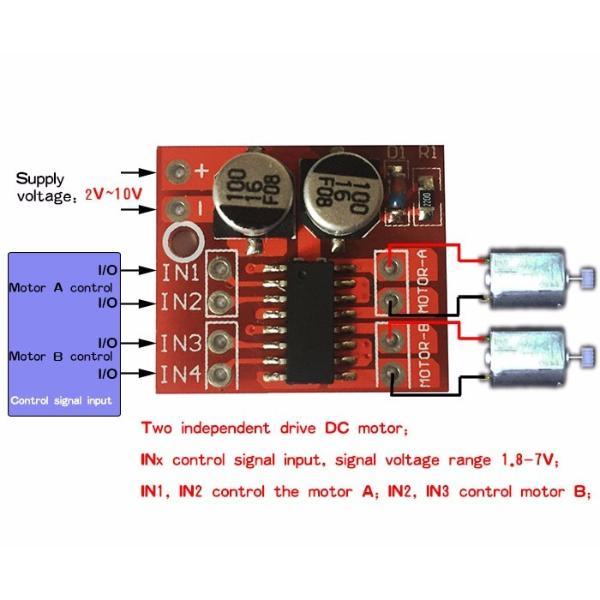 Supply
voltage: 2V~10V
+
-
100
16
F08
100
16
F08
D1
R1
2200
I/O
Motor A control
I/O
I/O
Motor B control
I/O
Control signal input
IN1
IN2
IN3
IN4
MOTOR-A
MOTOR-B
Two independent drive DC motor;
INx control signal input, signal voltage range 1.8-7V;
IN1, IN2 control the motor A; IN2, IN3 control motor B;